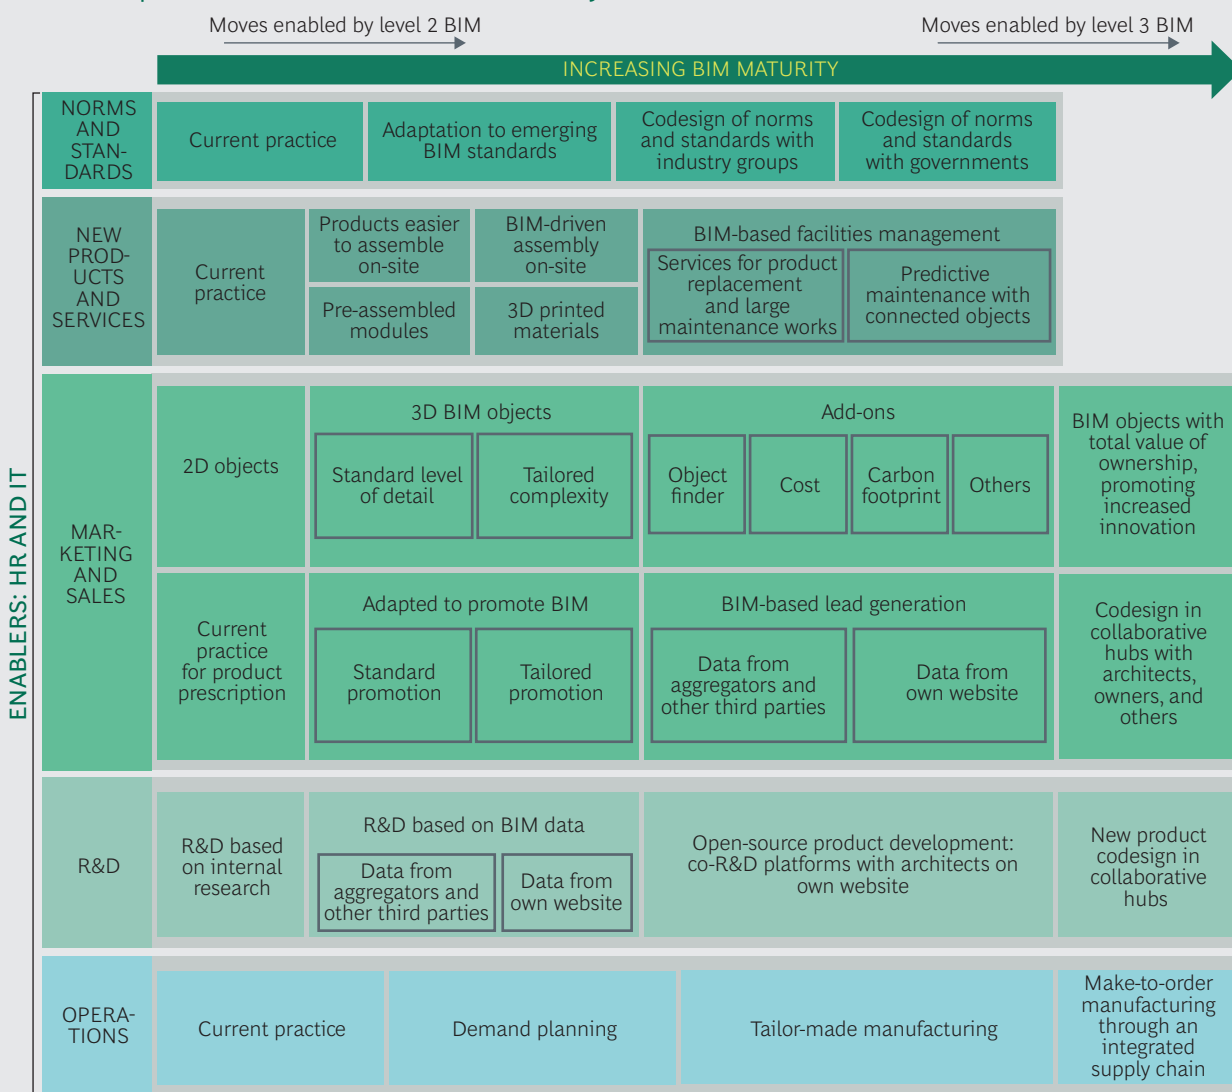 Moves enabled by level 2 BIM
Moves enabled by level 3 BIM
INCREASING BIM MATURITY
ENABLERS: HR AND IT
NORMS
AND
STAN-
DARDS
Current practice
Adaptation to emerging
BIM standards
Codesign of norms
and standards with
industry groups
Codesign of norms
and standards
with governments
NEW
PROD-
UCTS
AND
SERVICES
Current
practice
Products easier
to assemble
on-site
BIM-driven
assembly
on-site
Pre-assembled
modules
3D printed
materials
BIM-based facilities management
Services for product
replacement
and large
maintenance works
Predictive
maintenance with
connected objects
MAR-
KETING
AND
SALES
2D objects
3D BIM objects
Standard level
of detail
Tailored
complexity
Add-ons
Object
finder
Cost
Carbon
footprint
Others
BIM objects with
total value of
ownership,
promoting
increased
innovation
Current
practice
for product
prescription
Adapted to promote BIM
Standard
promotion
Tailored
promotion
BIM-based lead generation
Data from
aggregators and
other third parties
Data from
own website
Codesign in
collaborative
hubs with
architects,
owners, and
others
R&D
R&D based
on internal
research
R&D based on BIM data
Data from
aggregators and
other third parties
Data from
own website
Open-source product development:
co-R&D platforms with architects on
own website
New product
codesign in
collaborative
hubs
OPERA-
TIONS
Current practice
Demand planning
Tailor-made manufacturing
Make-to-order
manufacturing
through an
integrated
supply chain